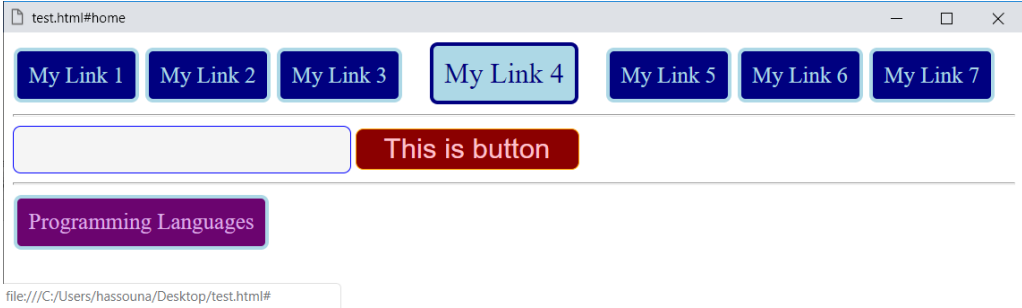 test.html#home
My Link 1 My Link 2 My Link 3 My Link 4 My Link 5 My Link 6 My Link 7
This is button
Programming Languages
file:///C:/Users/hassouna/Desktop/test.html#